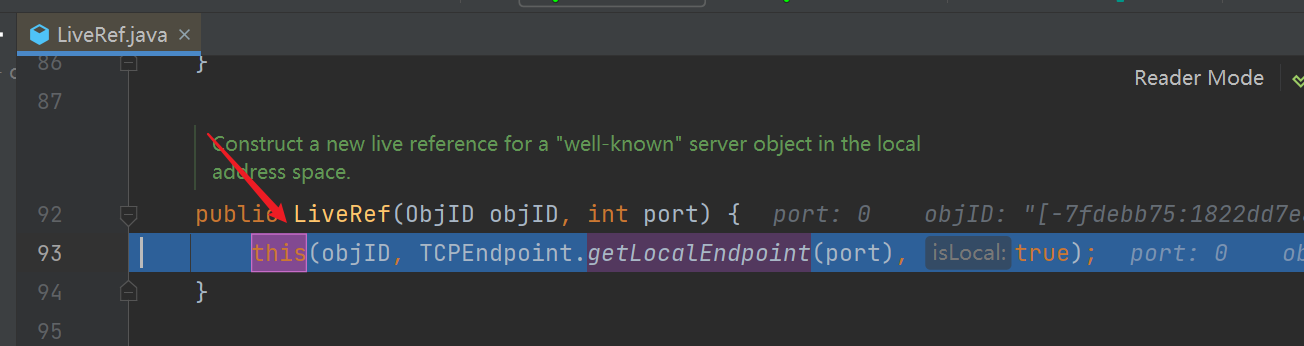 LiveRef.java ×
86 }
87
Reader Mode
Construct a new live reference for a "well-known" server object in the local
address space.
92 public LiveRef(ObjID objID, int port) { port: 0 objID: "[-7fdebb75:1822dd7e
93 this(objID, TCPEndpoint.getLocalEndpoint(port), isLocal: true); port: 0 ob
94 }
95